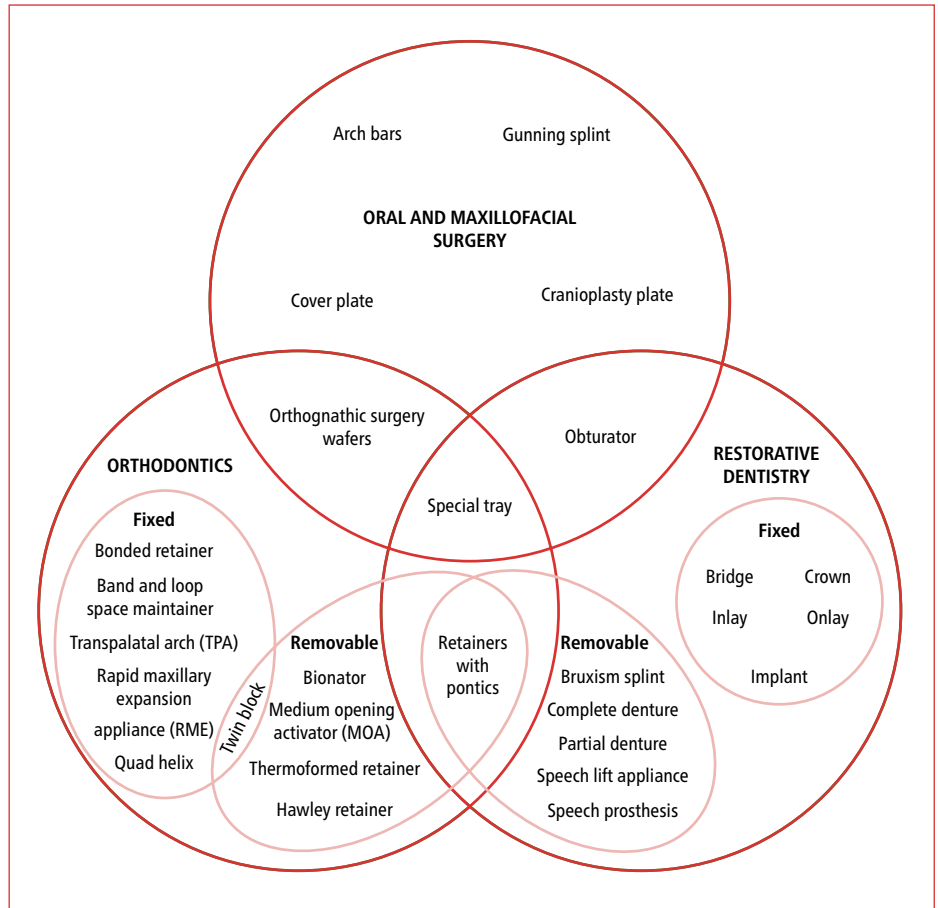 Arch bars
Gunning splint
ORAL AND MAXILLOFACIAL
SURGERY
Cover plate
Cranioplasty plate
Orthognathic surgery
wafers
Obturator
ORTHODONTICS
RESTORATIVE
DENTISTRY
Special tray
Fixed
Bonded retainer
Band and loop
space maintainer
Transpalatal arch (TPA)
Rapid maxillary
expansion
appliance (RME)
Quad helix
Twin block
Removable
Bionator
Medium opening
activator (MOA)
Thermoformed retainer
Hawley retainer
Retainers
with
pontics
Removable
Bruxism splint
Complete denture
Partial denture
Speech lift appliance
Speech prosthesis
Fixed
Bridge
Crown
Inlay
Onlay
Implant